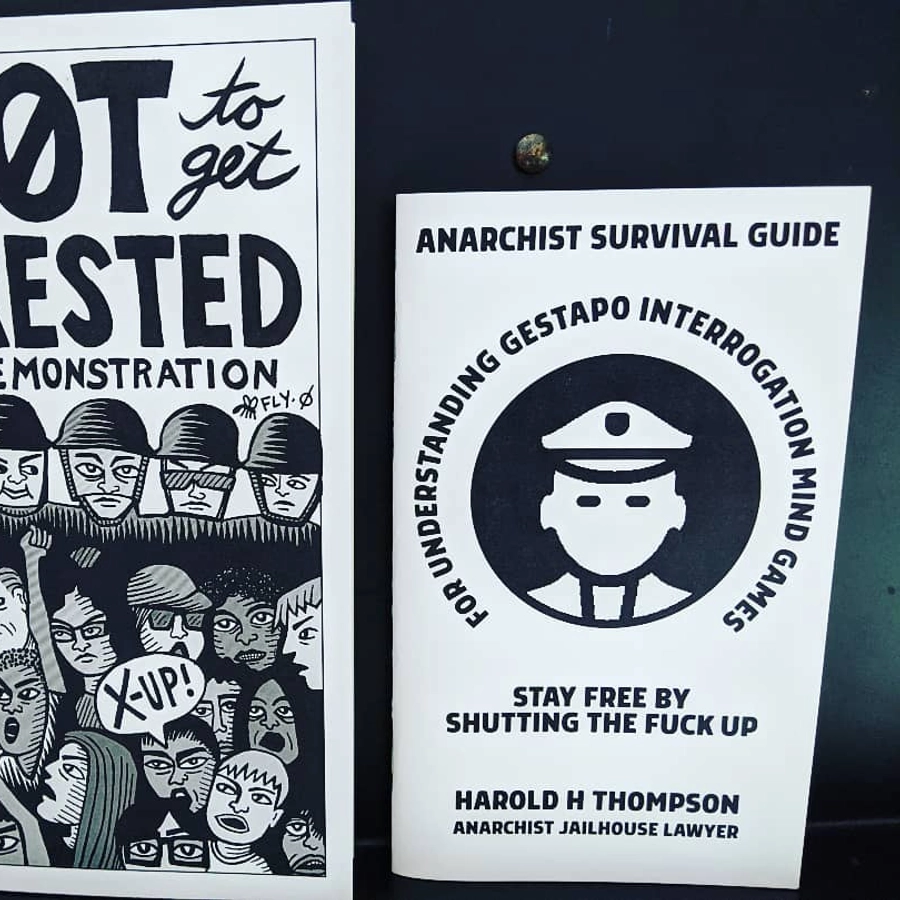 ØT to
get
ESTED
EMONSTRATION
FLY.Ø
X-UP!
ANARCHIST SURVIVAL GUIDE
FOR UNDERSTANDING GESTAPO INTERROGATION MIND GAMES
STAY FREE BY
SHUTTING THE FUCK UP
HAROLD H THOMPSON
ANARCHIST JAILHOUSE LAWYER